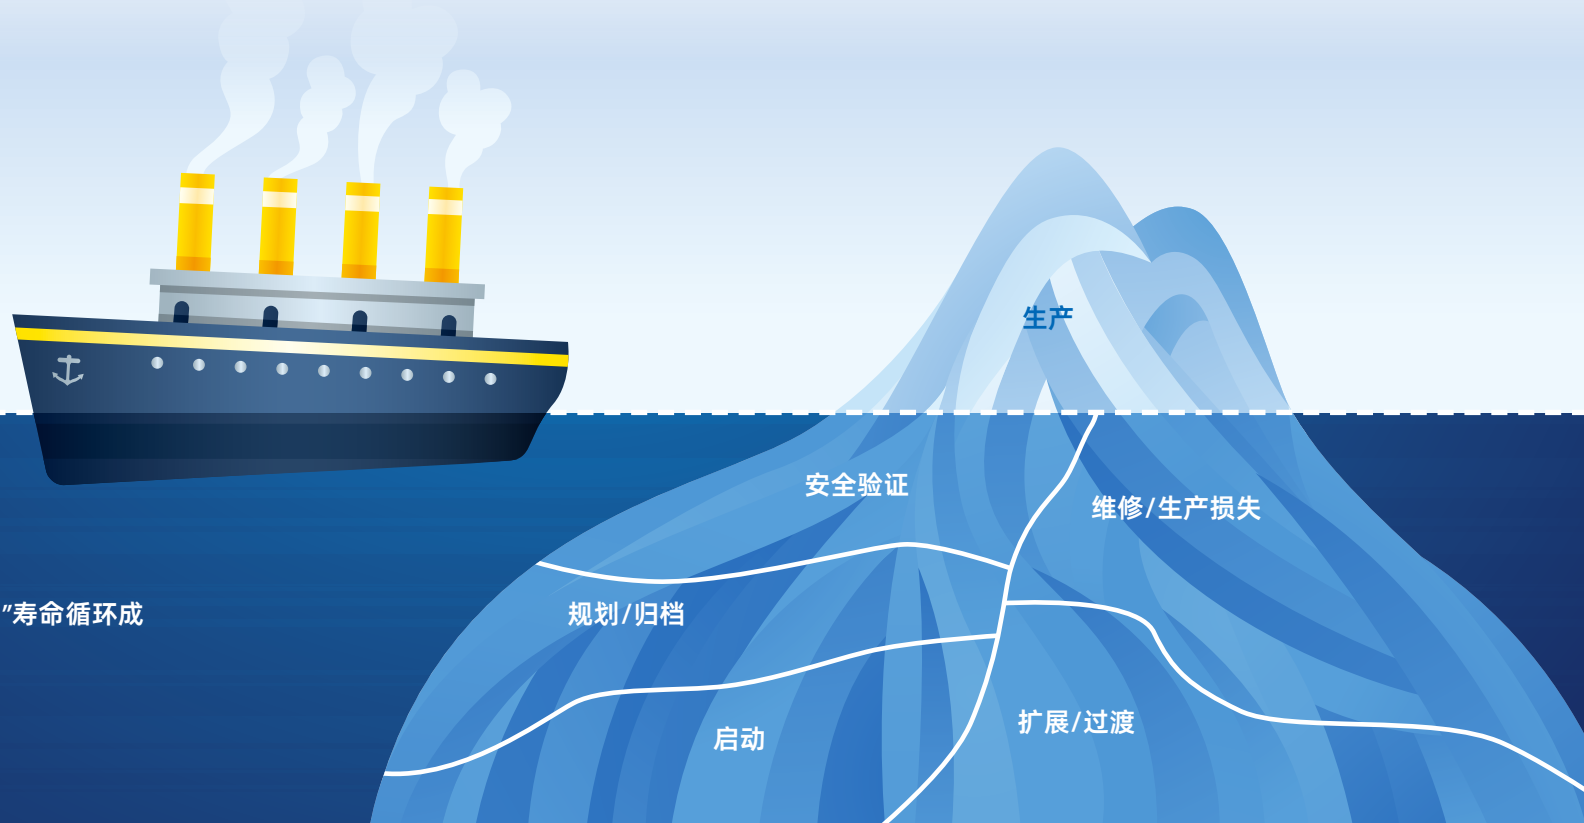 生产
安全验证
维修/生产损失
"寿命循环成
规划/归档
扩展/过渡
启动